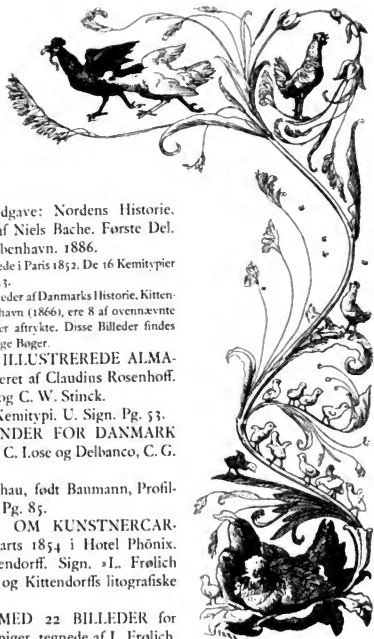 dgave: Nordens Historie.
af Niels Bache. Første Del.
benhavn. 1886.
ede i Paris 1852. De 16 Kemitypier
3.
eder af Danmarks Historie, Kitten-
havn (1866), ere 8 af ovennævnte
er aftrykte. Disse Billeder findes
ge Bøger.
ILLUSTREREDE ALMA-
eret af Claudius Rosenhoff.
og C. W. Stinck.
Kemitypi. U. Sign. Pg. 53.
NDER FOR DANMARK
C. Lose og Delbanco, C. G.
hau, født Baumann, Profil-
Pg. 85.
OM KUNSTNERCAR-
arts 1854 i Hotel Phönix.
endorff. Sign. »L. Frølich
og Kittendorffs litografiske
MED 22 BILLEDER for
piger, tegnede af L. Frølich.